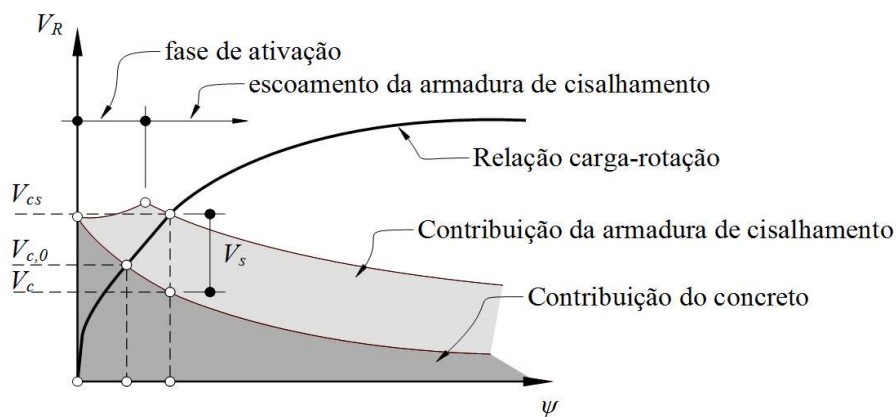 V_R
fase de ativação
escoamento da armadura de cisalhamento
Relação carga-rotação
V_cs
Contribuição da armadura de cisalhamento
V_c,0
V_s
V_c
Contribuição do concreto
ψ